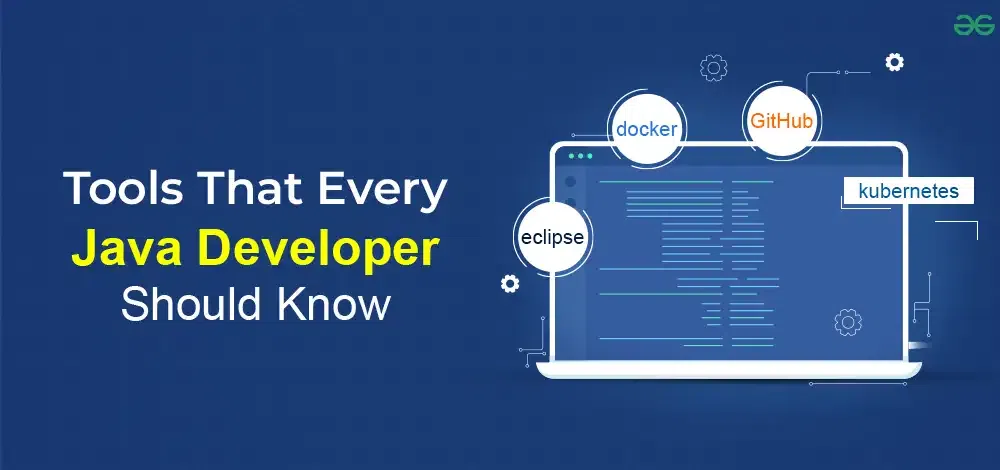 Tools That Every
Java Developer
Should Know
docker
GitHub
kubernetes
eclipse